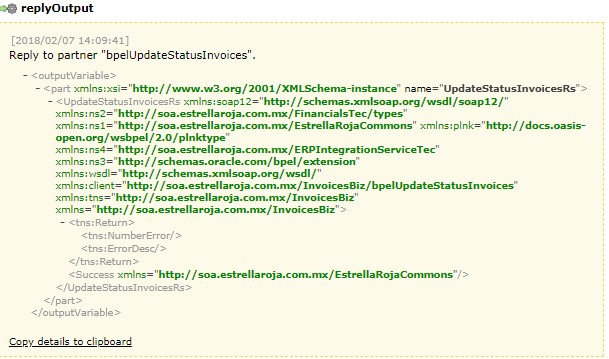 replyOutput
[2018/02/07 14:09:41]
Reply to partner "bpelUpdateStatusInvoices".
- <outputVariable>
- <part xmlns:xsi="http://www.w3.org/2001/XMLSchema-instance" name="UpdateStatusInvoicesRs">
- <UpdateStatusInvoicesRs xmlns:soap12="http://schemas.xmlsoap.org/wsdl/soap12/"
xmlns:ns2="http://soa.estrellaroja.com.mx/FinancialsTec/types"
xmlns:ns1="http://soa.estrellaroja.com.mx/EstrellaRojaCommons" xmlns:plnk="http://docs.oasis-
open.org/wsbpel/2.0/plnktype"
xmlns:ns4="http://soa.estrellaroja.com.mx/ERPIntegrationServiceTec"
xmlns:ns3="http://schemas.oracle.com/bpel/extension"
xmlns:wsdl="http://schemas.xmlsoap.org/wsdl/"
xmlns:client="http://soa.estrellaroja.com.mx/InvoicesBiz/bpelUpdateStatusInvoices"
xmlns:tns="http://soa.estrellaroja.com.mx/InvoicesBiz"
xmlns="http://soa.estrellaroja.com.mx/InvoicesBiz">
- <tns:Return>
<tns:NumberError/>
<tns:ErrorDesc/>
</tns:Return>
<Success xmlns="http://soa.estrellaroja.com.mx/EstrellaRojaCommons"/>
</UpdateStatusInvoicesRs>
</part>
</outputVariable>
Copy details to clipboard